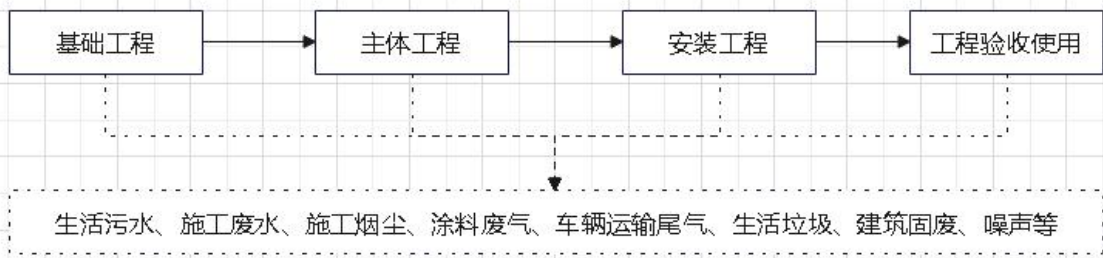 基础工程
主体工程
安装工程
工程验收使用
生活污水、施工废水、施工烟尘、涂料废气、车辆运输尾气、生活垃圾、建筑固废、噪声等